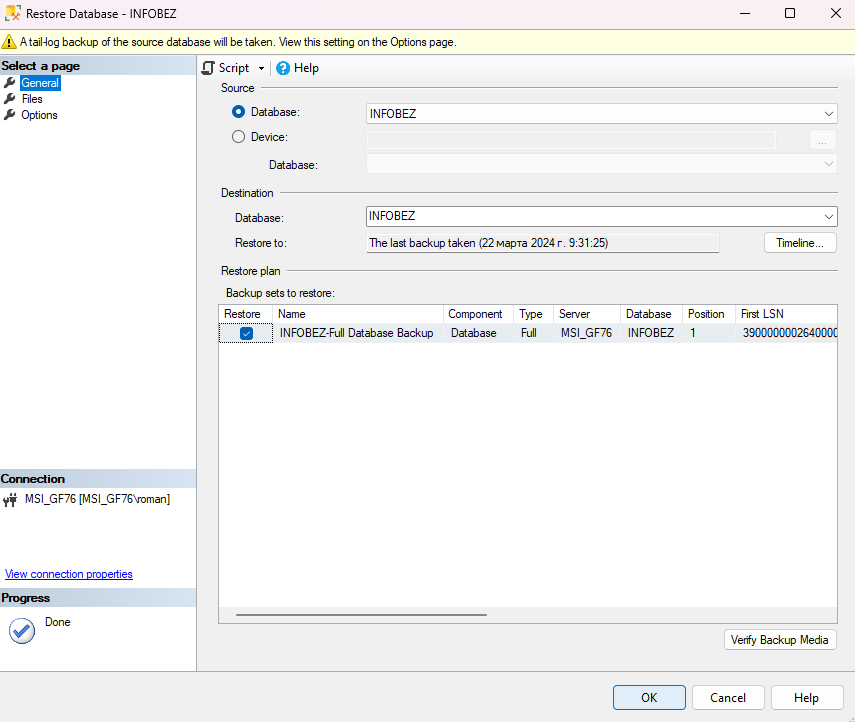 Restore Database - INFOBEZ
A tail-log backup of the source database will be taken. View this setting on the Options page.
Select a page
General
Files
Options
Script
Help
Source
Database:
INFOBEZ
Device:
...
Database:
Destination
Database:
INFOBEZ
Restore to:
The last backup taken (22 марта 2024 г. 9:31:25)
Timeline...
Restore plan
Backup sets to restore:
Restore Name Component Type Server Database Position First LSN
INFOBEZ-Full Database Backup Database Full MSI_GF76 INFOBEZ 1 3900000002640000
Connection
MSI_GF76 [MSI_GF76\roman]
View connection properties
Progress
Done
Verify Backup Media
OK
Cancel
Help